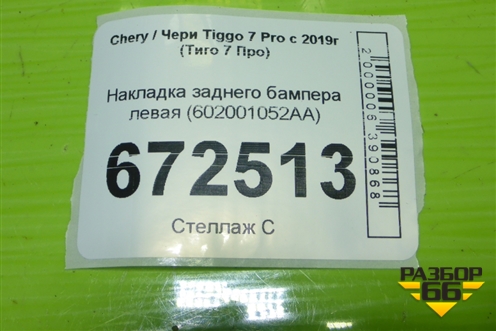 Chery / Чери Tiggo 7 Pro с 2019г
(Тиго 7 Про)
Накладка заднего бампера
левая (602001052AA)
672513
Стеллаж С
2000006390868
РАЗБОР
66